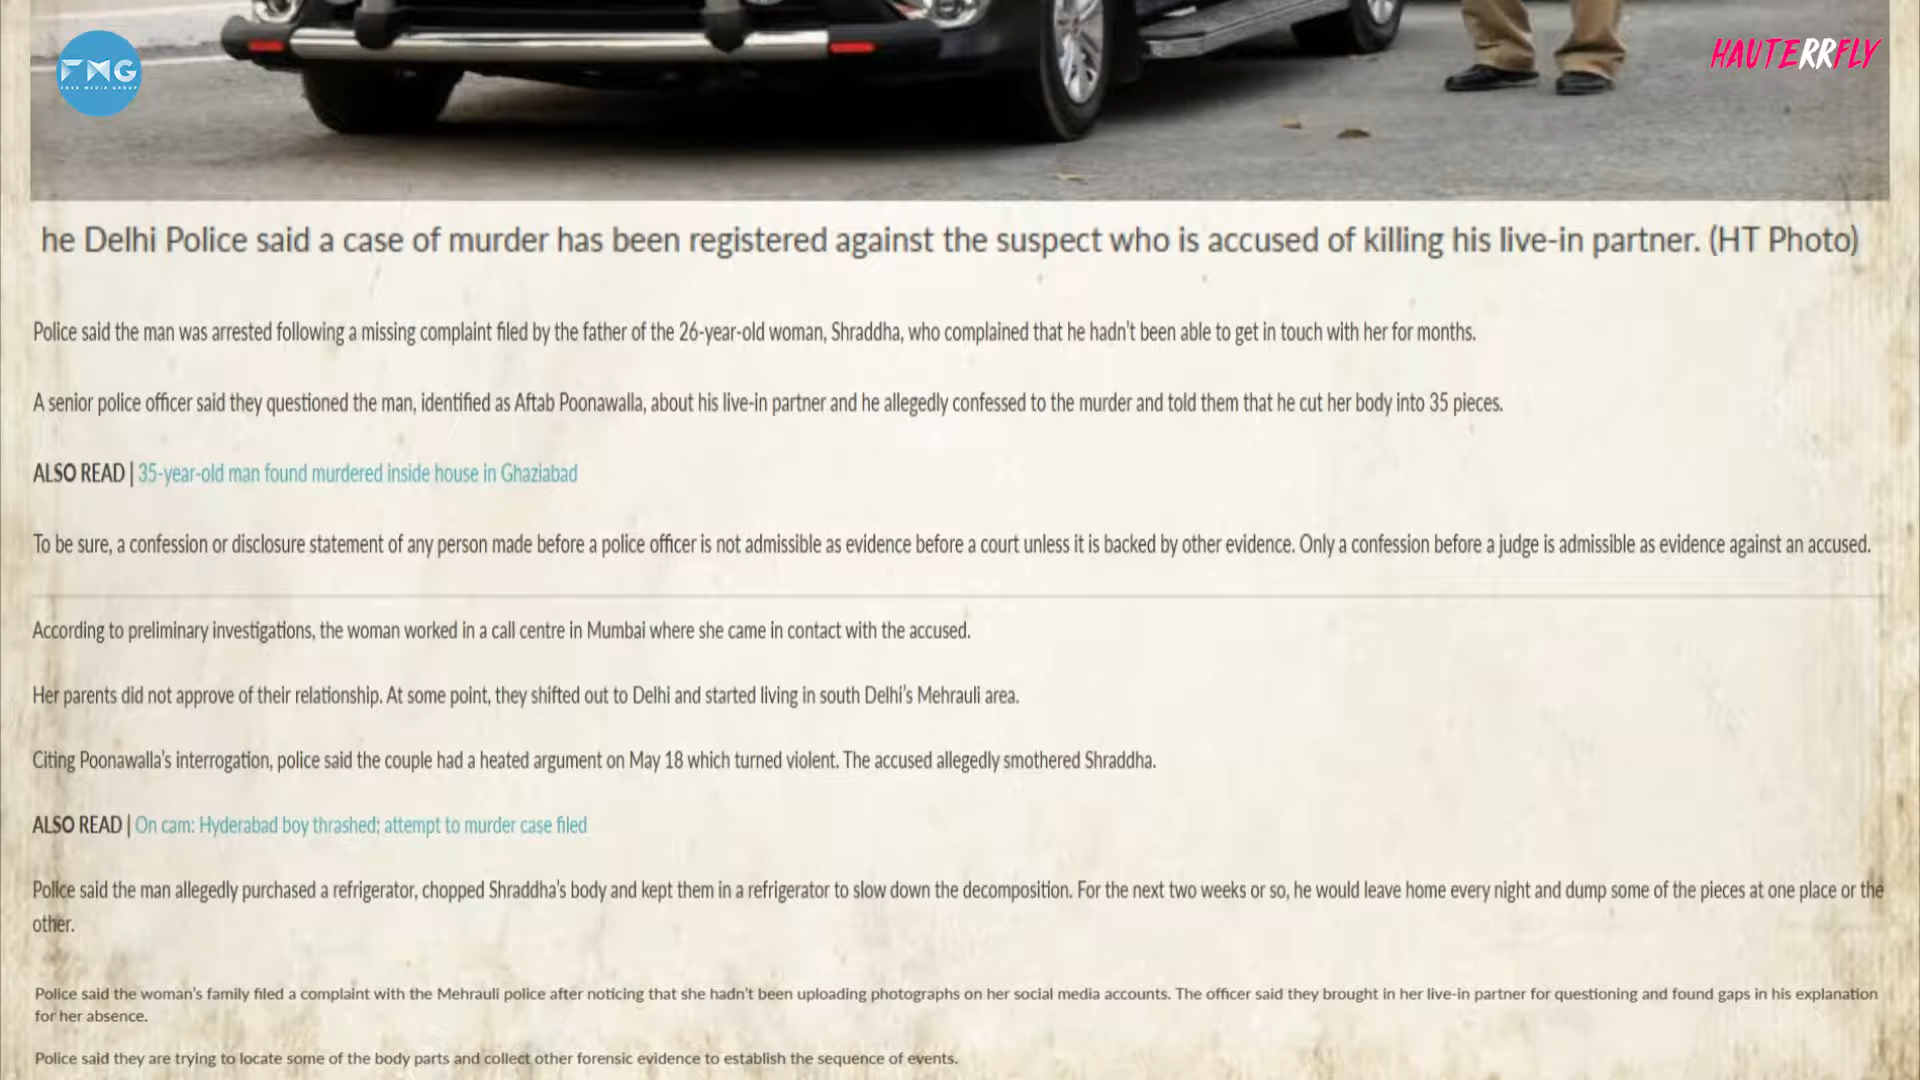 FMG
HAUTERRFLY
he Delhi Police said a case of murder has been registered against the suspect who is accused of killing his live-in partner. (HT Photo)
Police said the man was arrested following a missing complaint filed by the father of the 26-year-old woman, Shraddha, who complained that he hadn't been able to get in touch with her for months.
A senior police officer said they questioned the man, identified as Aftab Poonawalla, about his live-in partner and he allegedly confessed to the murder and told them that he cut her body into 35 pieces.
ALSO READ | 35-year-old man found murdered inside house in Ghaziabad
To be sure, a confession or disclosure statement of any person made before a police officer is not admissible as evidence before a court unless it is backed by other evidence. Only a confession before a judge is admissible as evidence against an accused.
According to preliminary investigations, the woman worked in a call centre in Mumbai where she came in contact with the accused.
Her parents did not approve of their relationship. At some point, they shifted out to Delhi and started living in south Delhi's Mehrauli area.
Citing Poonawalla's interrogation, police said the couple had a heated argument on May 18 which turned violent. The accused allegedly smothered Shraddha.
ALSO READ | On cam: Hyderabad boy thrashed; attempt to murder case filed
Police said the man allegedly purchased a refrigerator, chopped Shraddha's body and kept them in a refrigerator to slow down the decomposition. For the next two weeks or so, he would leave home every night and dump some of the pieces at one place or the
other.
Police said the woman's family filed a complaint with the Mehrauli police after noticing that she hadn't been uploading photographs on her social media accounts. The officer said they brought in her live-in partner for questioning and found gaps in his explanation
for her absence.
Police said they are trying to locate some of the body parts and collect other forensic evidence to establish the sequence of events.